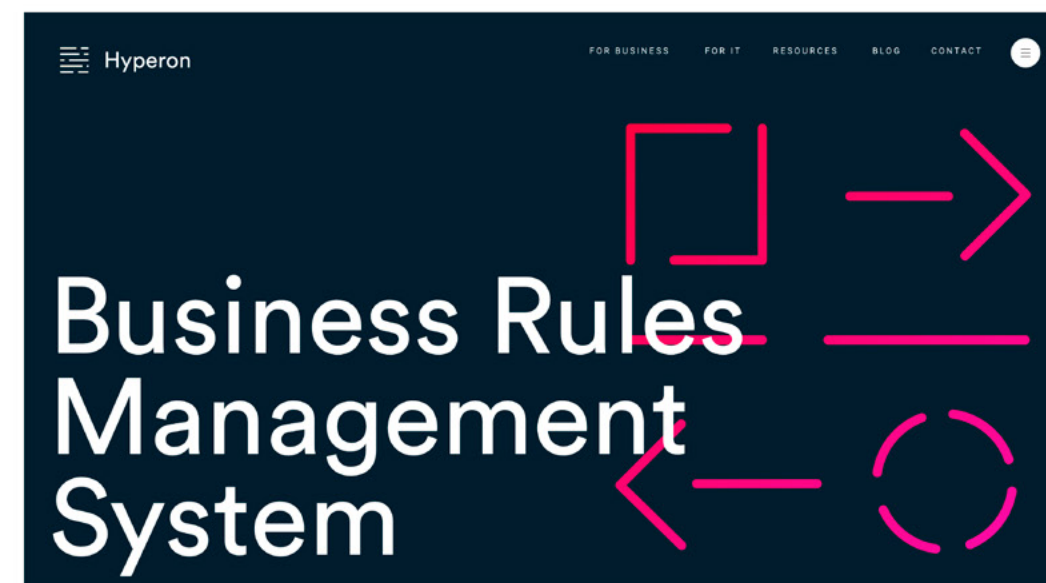 Hyperon
FOR BUSINESS FOR IT RESOURCES BLOG CONTACT
Business Rules
Management
System